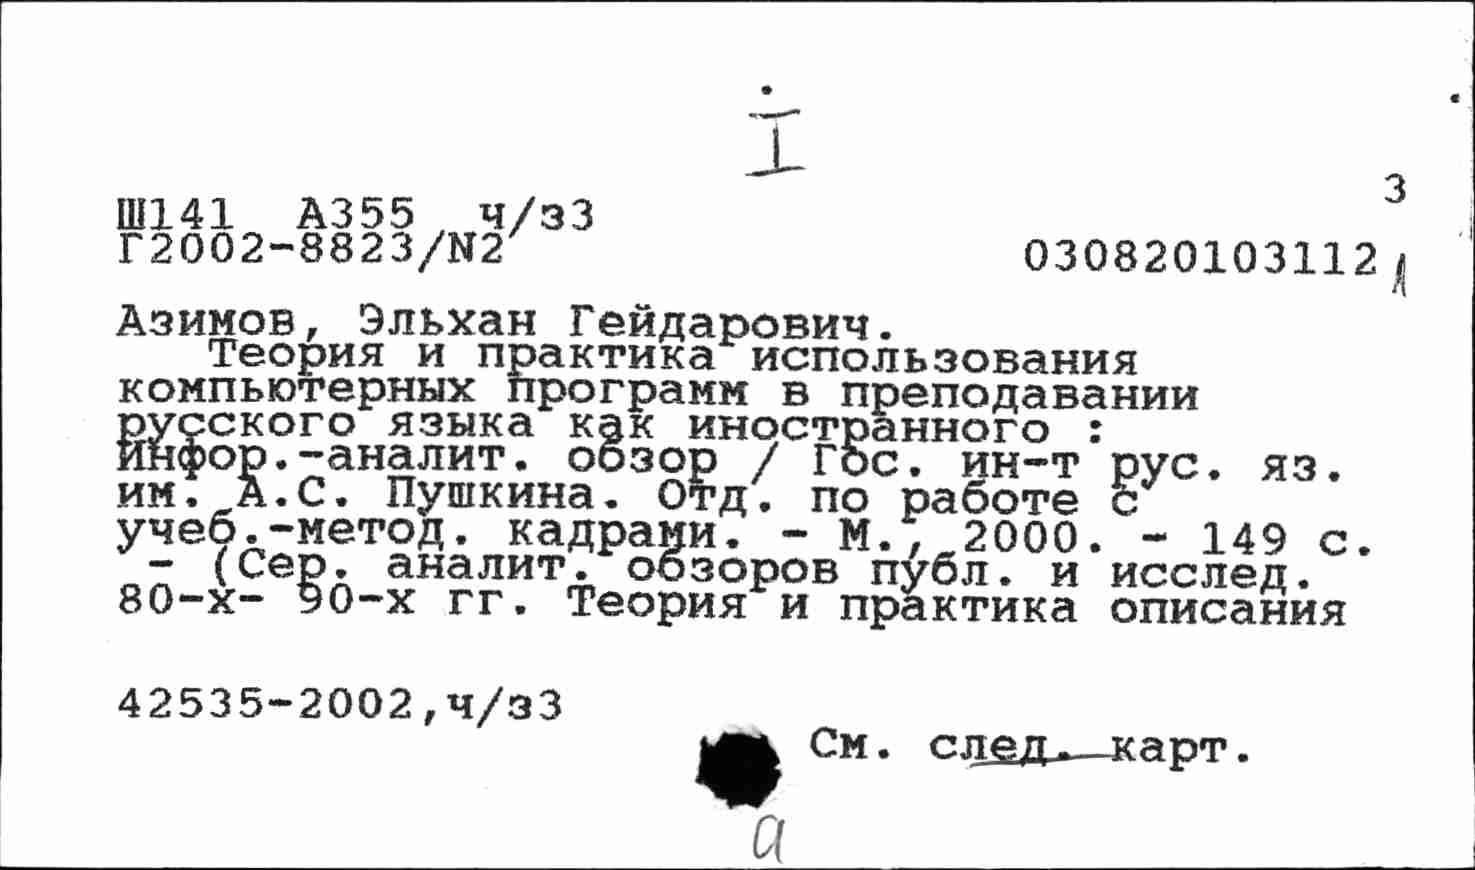 I
3
Ш141 А355 ч/з3
Г2002-8823/N2
030820103112
Азимов, Эльхан Гейдарович.
Теория и практика использования
компьютерных программ в преподавании
русского языка как иностранного :
Инфор.-аналит. обзор / Гос. ин-т рус. яз.
им. А.С. Пушкина. Отд. по работе с
учеб.-метод. кадрами. - М., 2000. - 149 с.
- (Сер. аналит. обзоров публ. и исслед.
80-х- 90-х гг. Теория и практика описания
42535-2002,ч/з3
См. след. карт.
а